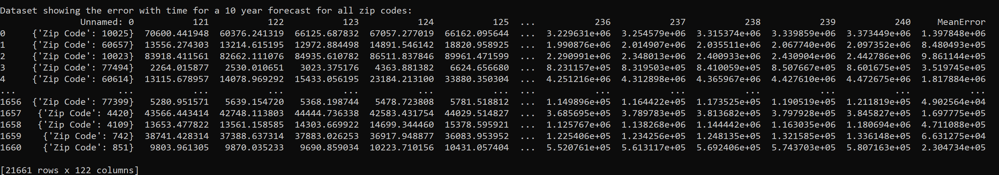 Dataset showing the error with time for a 10 year forecast for all zip codes:
Unnamed: 0 121 122 123 124 125 ... 236 237 238 239 240 MeanError
0 {'Zip Code': 10025} 70600.441948 60376.241319 66125.687832 67057.277019 66162.095644 ... 3.229631e+06 3.254579e+06 3.315374e+06 3.339859e+06 3.373449e+06 1.397848e+06
1 {'Zip Code': 60657} 13556.274303 13214.615195 12972.884498 14891.546142 18820.958925 ... 1.990876e+06 2.014907e+06 2.035511e+06 2.067740e+06 2.097352e+06 8.480493e+05
2 {'Zip Code': 10023} 83918.411561 82662.111076 84935.610782 86511.837846 89961.471599 ... 2.290991e+06 2.348013e+06 2.400933e+06 2.430904e+06 2.442786e+06 9.861144e+05
3 {'Zip Code': 77494} 2264.015877 2530.010651 3023.375176 4363.881382 6624.656680 ... 8.231157e+05 8.319503e+05 8.410059e+05 8.507667e+05 8.601675e+05 3.519745e+05
4 {'Zip Code': 60614} 13115.678957 14078.969292 15433.056195 23184.213100 33880.350304 ... 4.251216e+06 4.312898e+06 4.365967e+06 4.427610e+06 4.472675e+06 1.817884e+06
... ... ... ... ... ... ... ... ... ... ... ... ... ...
1656 {'Zip Code': 77399} 5280.951571 5639.154720 5368.198744 5478.723808 5781.518812 ... 1.149896e+05 1.164422e+05 1.173525e+05 1.190519e+05 1.211819e+05 4.902564e+04
1657 {'Zip Code': 4420} 43566.443414 42748.113803 44444.736338 42583.431754 44029.514827 ... 3.685695e+05 3.789783e+05 3.813682e+05 3.797928e+05 3.845827e+05 1.697775e+05
1658 {'Zip Code': 4109} 13653.477822 13561.158585 14303.669922 14699.344460 15378.595921 ... 1.125767e+06 1.138268e+06 1.144442e+06 1.163035e+06 1.180694e+06 4.711088e+05
1659 {'Zip Code': 742} 38741.428314 37388.637314 37883.026253 36917.948877 36083.953952 ... 1.225406e+05 1.234256e+05 1.248135e+05 1.321585e+05 1.336148e+05 6.631275e+04
1660 {'Zip Code': 851} 9803.961305 9870.035233 9690.859034 10223.710156 10431.057404 ... 5.520761e+05 5.613117e+05 5.692406e+05 5.743703e+05 5.807163e+05 2.304734e+05
[21661 rows x 122 columns]